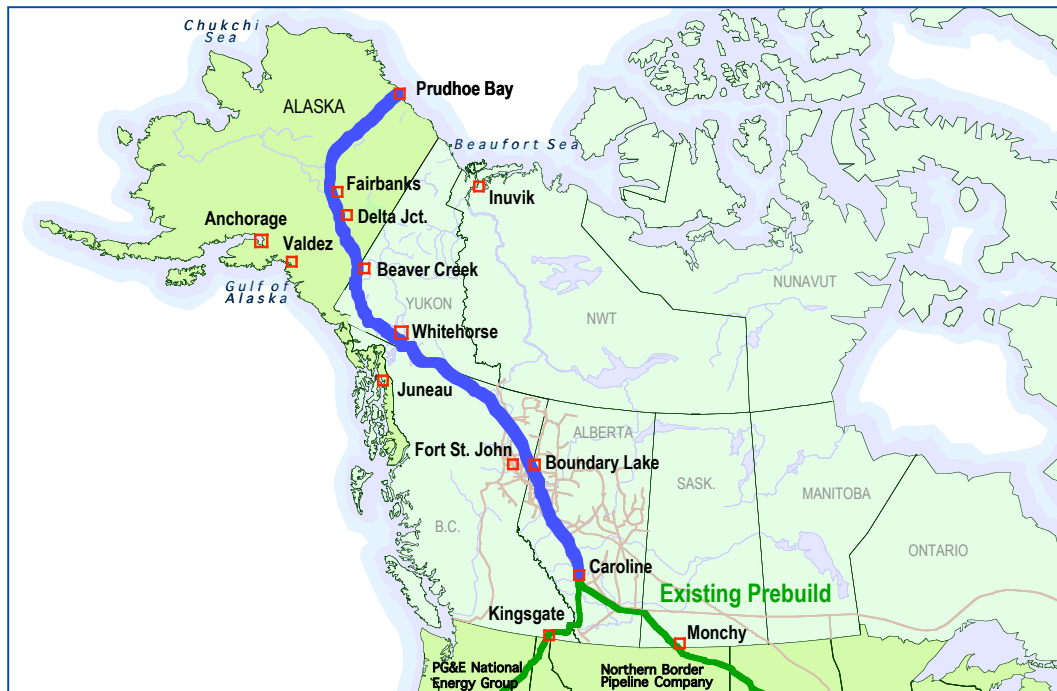 Chukchi
Sea
Prudhoe Bay
ALASKA
Beaufort Sea
Fairbanks
Inuvik
Delta Jct.
Anchorage
Valdez
Beaver Creek
Gulf of
Alaska
YUKON
NUNAVUT
NWT
Whitehorse
Juneau
ALBERTA
Fort St. John
Boundary Lake
SASK.
MANITOBA
B.C.
ONTARIO
Caroline
Existing Prebuild
Kingsgate
Monchy
PG&E National
Energy Group
Northern Border
Pipeline Company